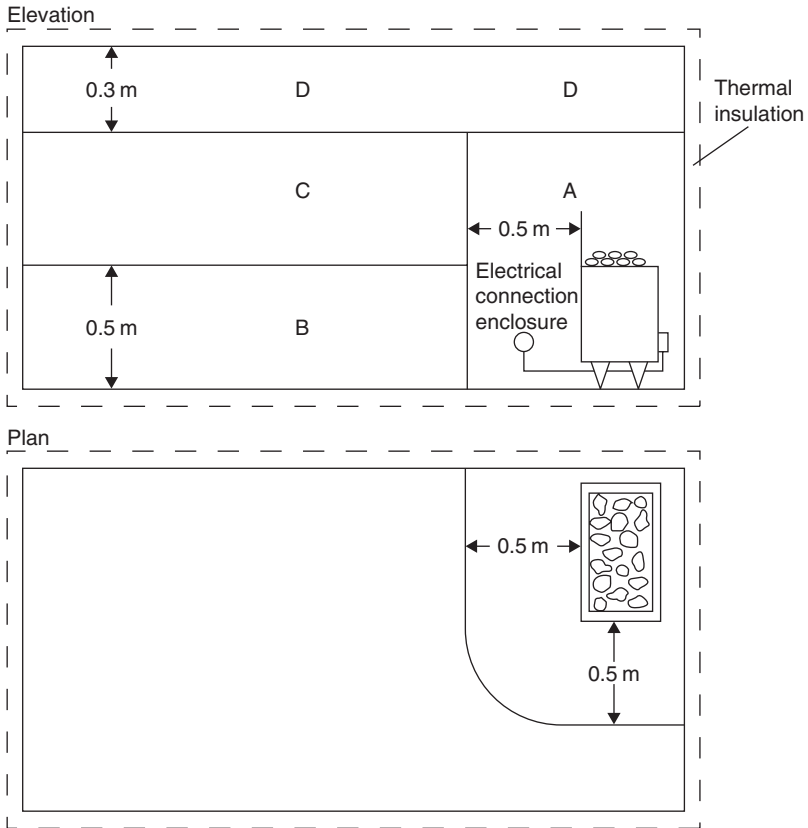 Elevation
0.3 m
D
D
Thermal
insulation
C
A
0.5 m
Electrical
connection
enclosure
0.5 m
B
Plan
0.5 m
0.5 m